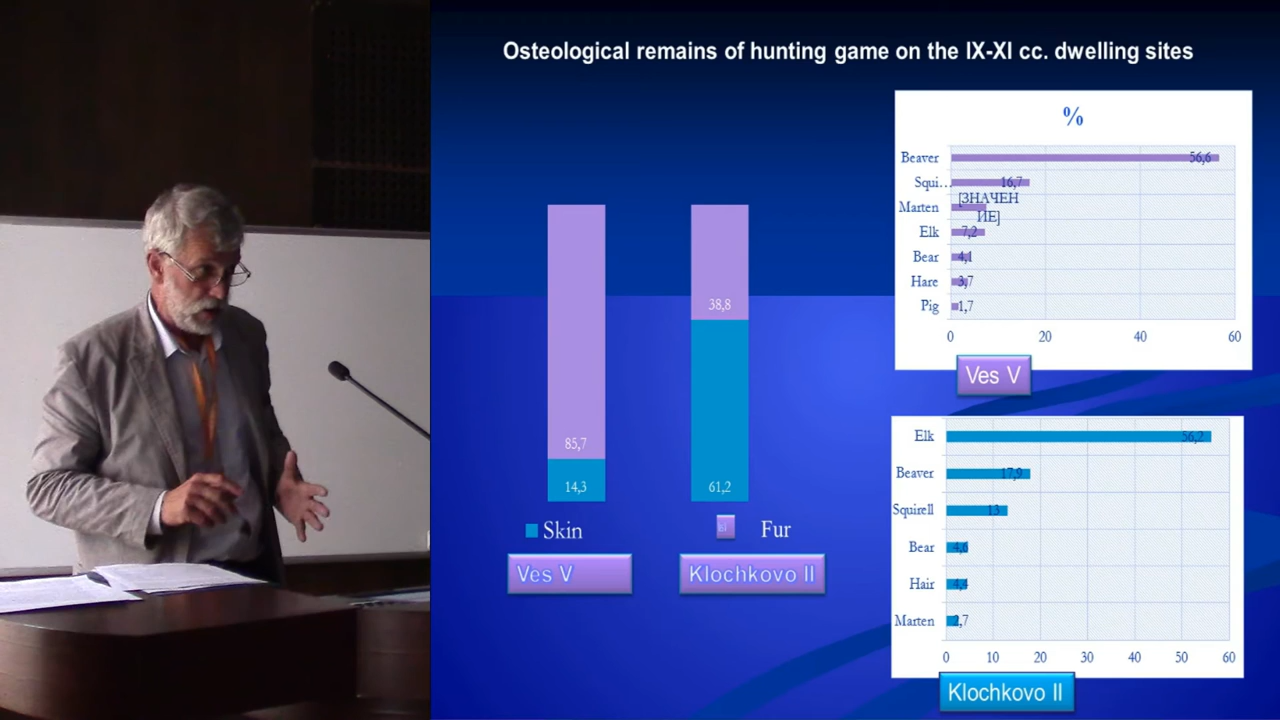 Osteological remains of hunting game on the IX-XI cc. dwelling sites
85,7
14,3
38,8
61,2
Skin
Fur
Ves V
Klochkovo II
%
Beaver
56,6
Squi...
16,7
Marten
[ЗНАЧЕН
ИЕ]
Elk
7,2
Bear
4,1
Hare
3,7
Pig
1,7
0 20 40 60
Ves V
Elk
56,2
Beaver
17,9
Squirell
13
Bear
4,6
Hair
4,4
Marten
2,7
0 10 20 30 40 50 60
Klochkovo II